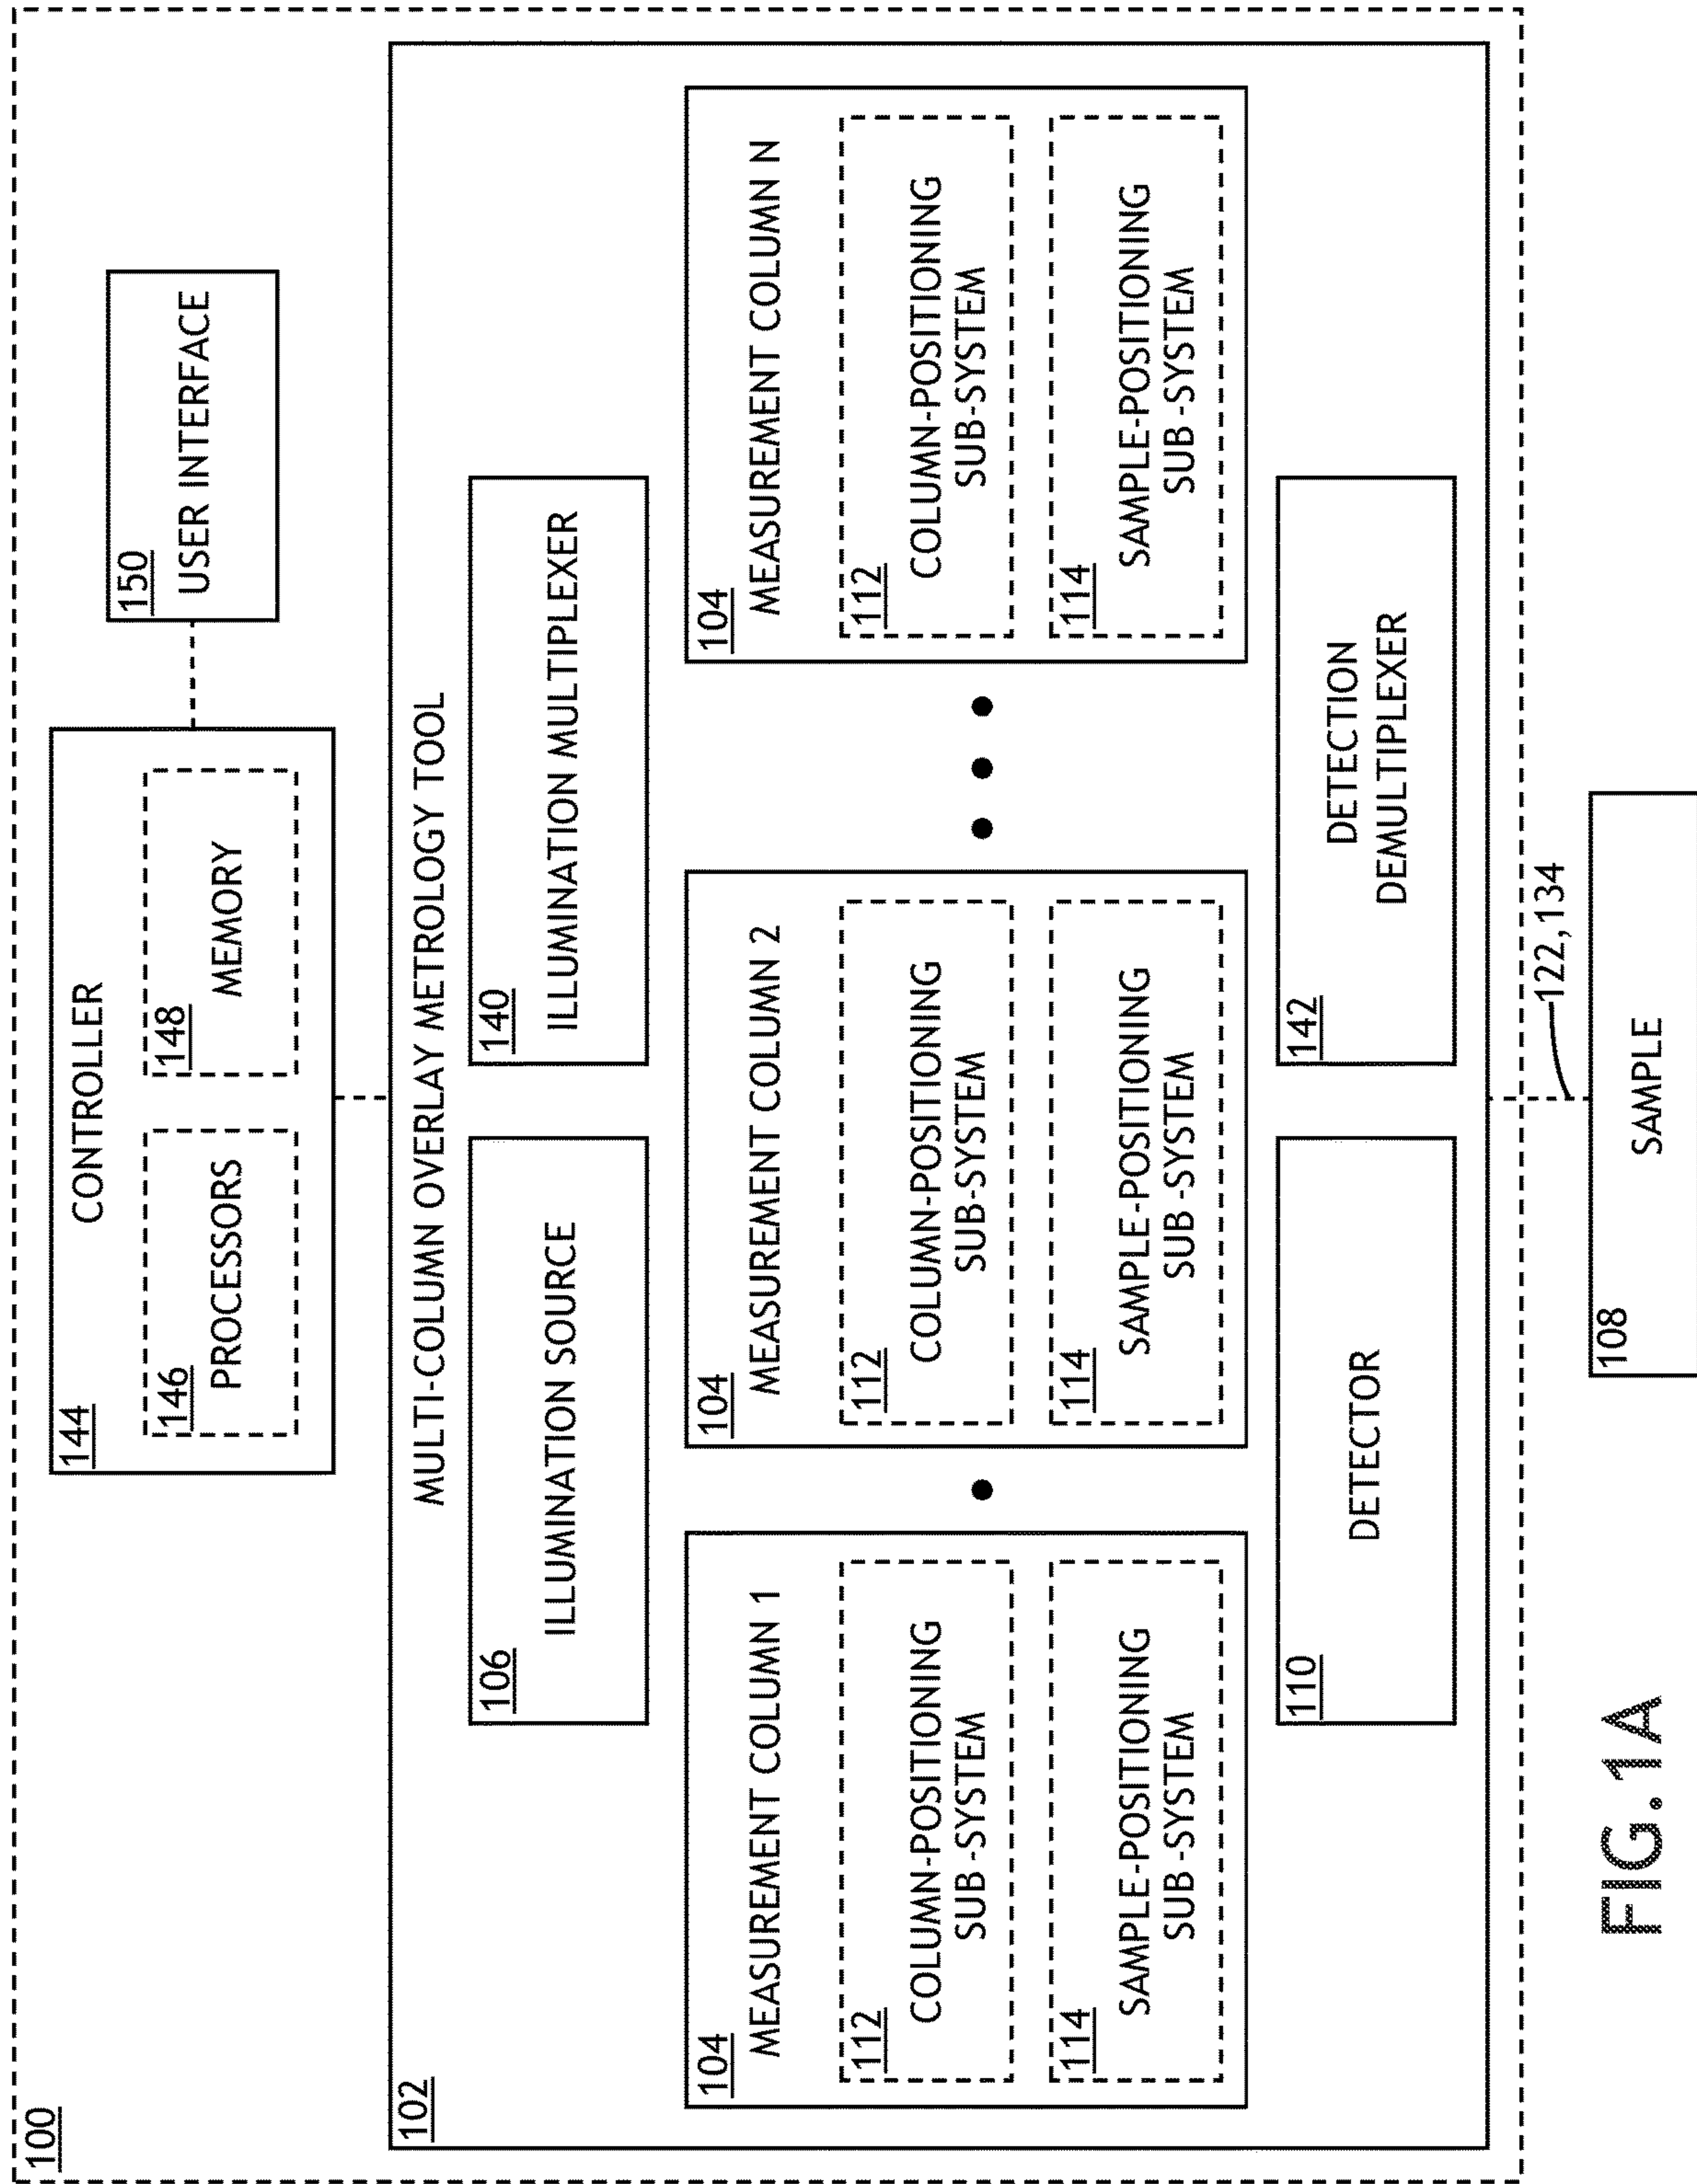 100
144
CONTROLLER
146
PROCESSORS
148
MEMORY
150
USER INTERFACE
102
MULTI-COLUMN OVERLAY METROLOGY TOOL
106
ILLUMINATION SOURCE
140
ILLUMINATION MULTIPLEXER
104
MEASUREMENT COLUMN 1
112
COLUMN-POSITIONING
SUB-SYSTEM
114
SAMPLE-POSITIONING
SUB-SYSTEM
104
MEASUREMENT COLUMN 2
112
COLUMN-POSITIONING
SUB-SYSTEM
114
SAMPLE-POSITIONING
SUB-SYSTEM
104
MEASUREMENT COLUMN N
112
COLUMN-POSITIONING
SUB-SYSTEM
114
SAMPLE-POSITIONING
SUB-SYSTEM
110
DETECTOR
142
DETECTION
DEMULTIPLEXER
122,134
108
SAMPLE
FIG.1A